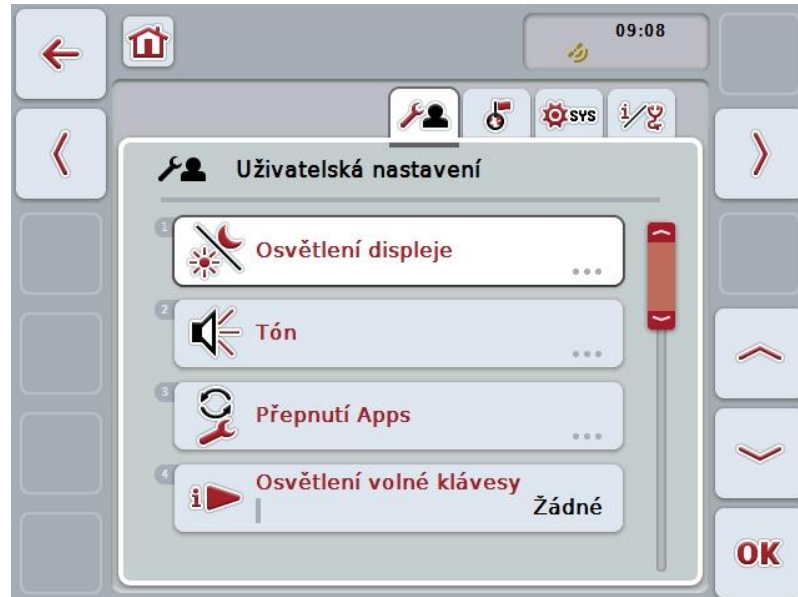 09:08
SYS
i/
Uživatelská nastavení
1
Osvětlení displeje
...
2
Tón
...
3
Přepnutí Apps
...
4
Osvětlení volné klávesy
i
Žádné
OK